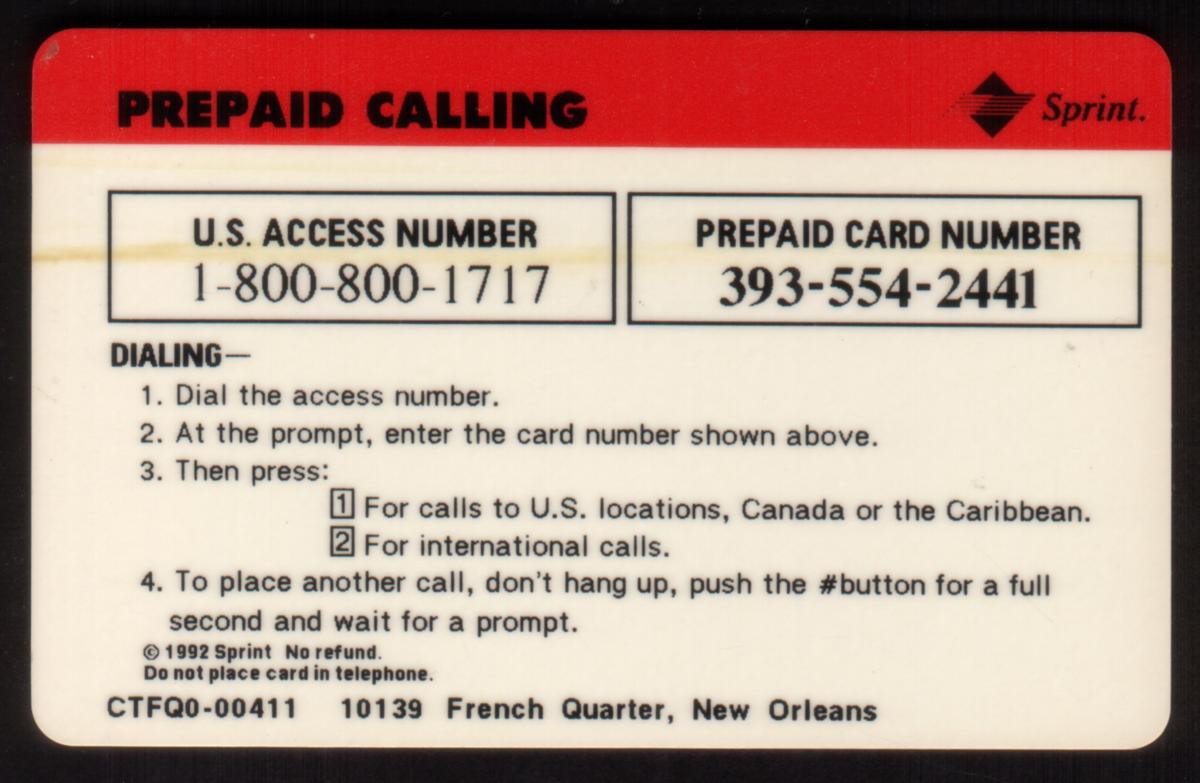 PREPAID CALLING
Sprint.
U.S. ACCESS NUMBER
1-800-800-1717
PREPAID CARD NUMBER
393-554-2441
DIALING—
1. Dial the access number.
2. At the prompt, enter the card number shown above.
3. Then press:
1 For calls to U.S. locations, Canada or the Caribbean.
2 For international calls.
4. To place another call, don't hang up, push the #button for a full
second and wait for a prompt.
© 1992 Sprint No refund.
Do not place card in telephone.
CTFQ0-00411 10139 French Quarter, New Orleans